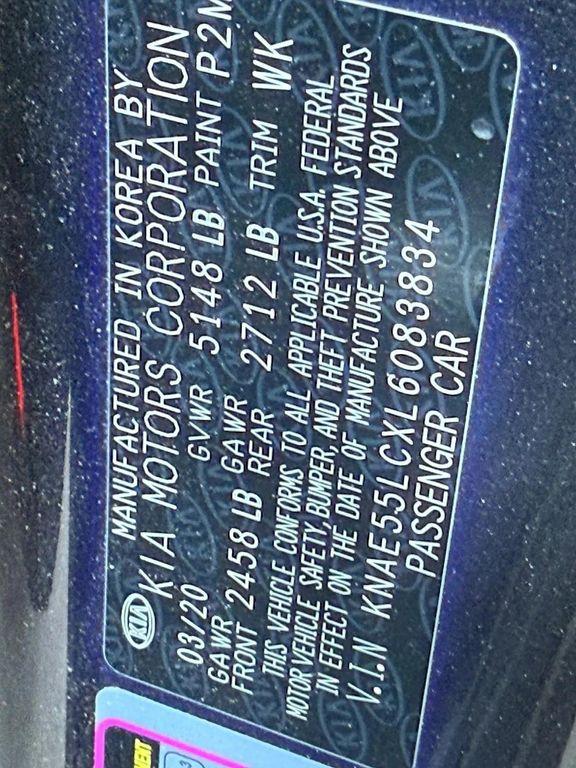 MANUFACTURED IN KOREA BY
KIA KIA MOTORS CORPORATION
03/20 GVWR 5148 LB PAINT P2M
GAWR GAWR
FRONT 2458 LB REAR 2712 LB TRIM WK
THIS VEHICLE CONFORMS TO ALL APPLICABLE U.S.A. FEDERAL
MOTOR VEHICLE SAFETY, BUMPER, AND THEFT PREVENTION STANDARDS
IN EFFECT ON THE DATE OF MANUFACTURE SHOWN ABOVE
V.I.N KNAE55LCXL6083834
PASSENGER CAR